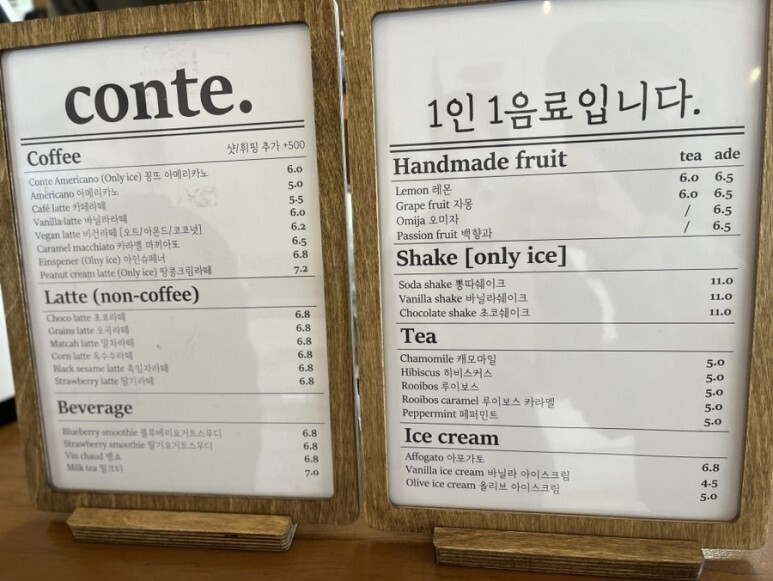 conte.
Coffee 샷/휘핑 추가 +500
Conte Americano (Only ice) 꽁뜨 아메리카노 6.0
Americano 아메리카노 5.0
Café latte 카페라떼 5.5
Vanilla latte 바닐라라떼 6.0
Vegan latte 비건라떼 [오트/아몬드/코코넛] 6.2
Caramel macchiato 카라멜 마끼아또 6.5
Einspener (Olny ice) 아인슈페너 6.8
Peanut cream latte (Only ice) 땅콩크림라떼 7.2
Latte (non-coffee)
Choco latte 초코라떼 6.8
Grains latte 오곡라떼 6.8
Matcah latte 말차라떼 6.8
Corn latte 옥수수라떼 6.8
Black sesame latte 흑임자라떼 6.8
Strawberry latte 딸기라떼 6.8
Beverage
Blueberry smoothie 블루베리요거트스무디 6.8
Strawberry smoothie 딸기요거트스무디 6.8
Vin chaud 뱅쇼 6.8
Milk tea 밀크티 7.0
1인 1음료입니다.
Handmade fruit tea ade
Lemon 레몬 6.0 6.5
Grape fruit 자몽 6.0 6.5
Omija 오미자 / 6.5
Passion fruit 백향과 / 6.5
Shake [only ice]
Soda shake 뽕따쉐이크 11.0
Vanilla shake 바닐라쉐이크 11.0
Chocolate shake 초코쉐이크 11.0
Tea
Chamomile 캐모마일 5.0
Hibiscus 히비스커스 5.0
Rooibos 루이보스 5.0
Rooibos caramel 루이보스 카라멜 5.0
Peppermint 페퍼민트 5.0
Ice cream
Affogato 아포가토 6.8
Vanilla ice cream 바닐라 아이스크림 4.5
Olive ice cream 올리브 아이스크림 5.0